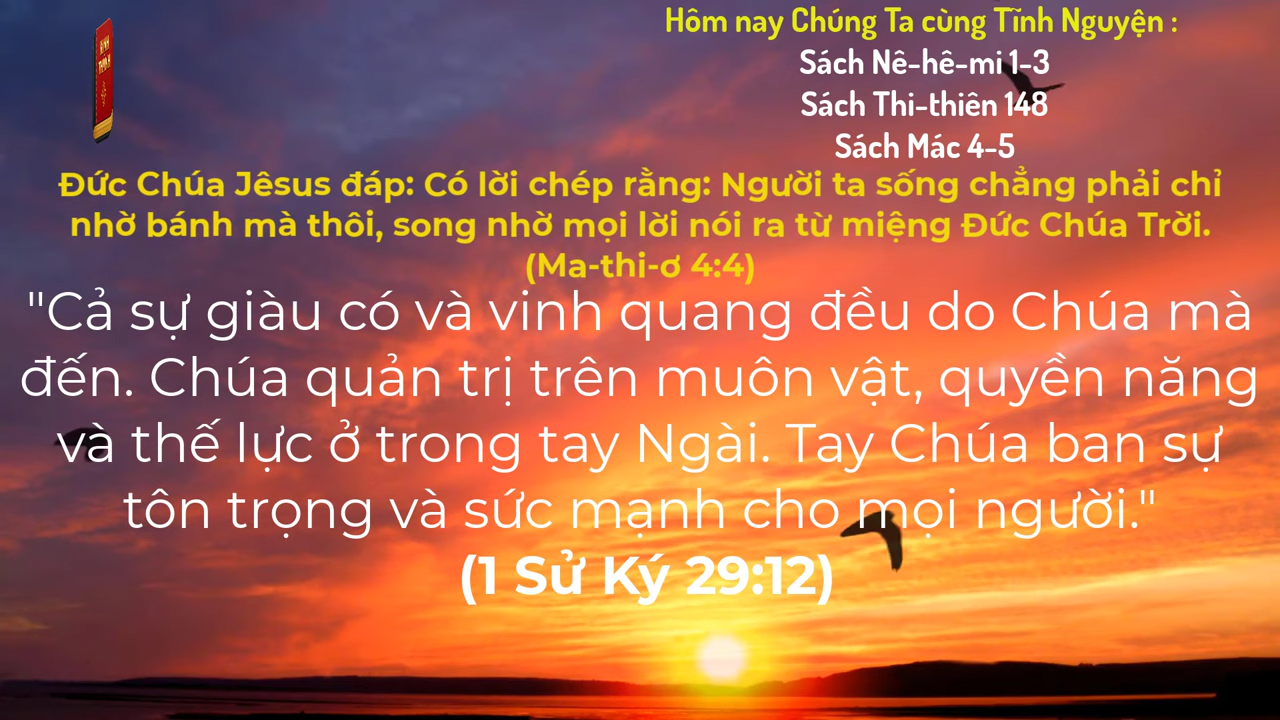 Hôm nay Chúng Ta cùng Tĩnh Nguyện :
Sách Nê-hê-mi 1-3
Sách Thi-thiên 148
Sách Mác 4-5
KINH
THÁNH
Đức Chúa Jêsus đáp: Có lời chép rằng: Người ta sống chẳng phải chỉ
nhờ bánh mà thôi, song nhờ mọi lời nói ra từ miệng Đức Chúa Trời.
(Ma-thi-ơ 4:4)
"Cả sự giàu có và vinh quang đều do Chúa mà
đến. Chúa quản trị trên muôn vật, quyền năng
và thế lực ở trong tay Ngài. Tay Chúa ban sự
tôn trọng và sức mạnh cho mọi người."
(1 Sử Ký 29:12)